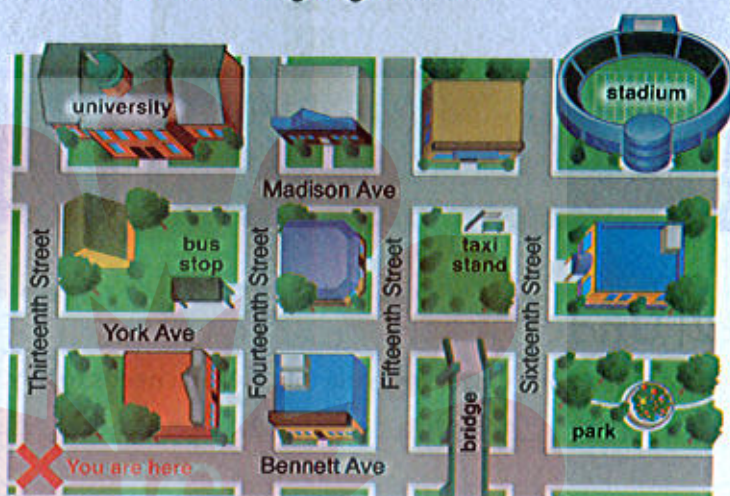 university
stadium
Madison Ave
bus
stop
taxi
stand
Thirteenth Street
Fourteenth Street
Fifteenth Street
Sixteenth Street
York Ave
bridge
park
You are here
Bennett Ave